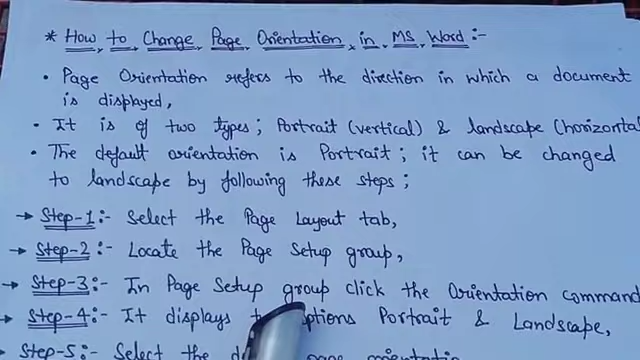 * How to Change Page Orientation in MS Word :-
• Page Orientation refers to the direction in which a document
is displayed,
• It is of two types; Portrait (vertical) & landscape (horizontal
• The default orientation is Portrait; it can be changed
to landscape by following these steps;
→ Step-1:- Select the Page Layout tab,
→ Step-2:- Locate the Page Setup group,
→ Step-3:- In Page Setup group click the Orientation command
→ Step-4:- It displays options Portrait & Landscape,
→ Step-5:- Select the page orientation